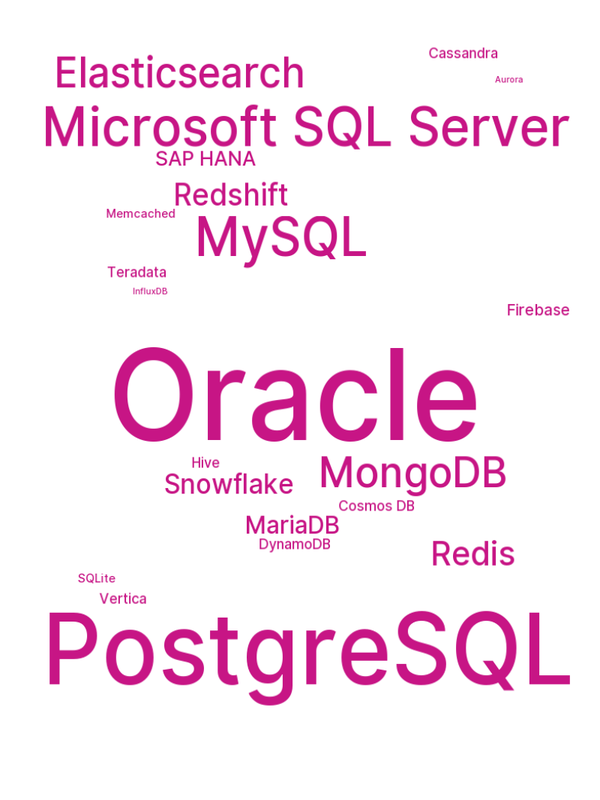 Cassandra
Elasticsearch
Aurora
Microsoft SQL Server
SAP HANA
Redshift
Memcached
MySQL
Teradata
InfluxDB
Firebase
Oracle
Hive
MongoDB
Snowflake
Cosmos DB
MariaDB
DynamoDB
Redis
SQLite
Vertica
PostgreSQL